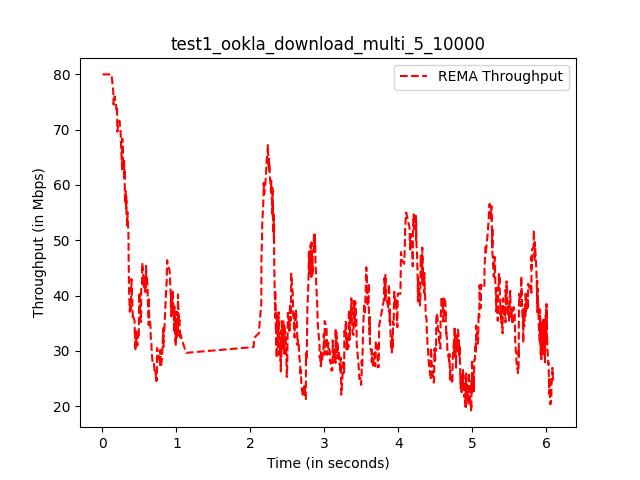 test1_ookla_download_multi_5_10000
REMA Throughput
Throughput (in Mbps)
80
70
60
50
40
30
20
0 1 2 3 4 5 6
Time (in seconds)